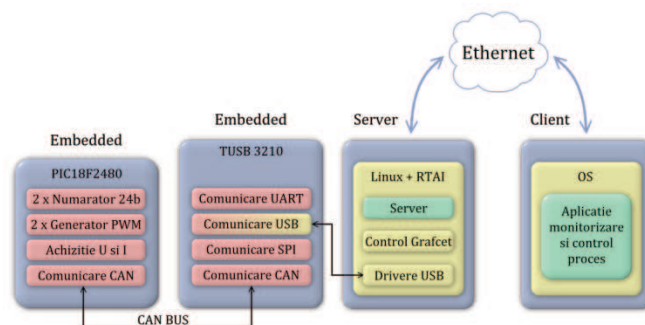 Ethernet
Embedded
Embedded
Server
Client
PIC18F2480
2 x Numarator 24b
2 x Generator PWM
Achizitie U si I
Comunicare CAN
TUSB 3210
Comunicare UART
Comunicare USB
Comunicare SPI
Comunicare CAN
Linux + RTAI
Server
Control Grafcet
Drivere USB
OS
Aplicatie
monitorizare
si control
proces
CAN BUS